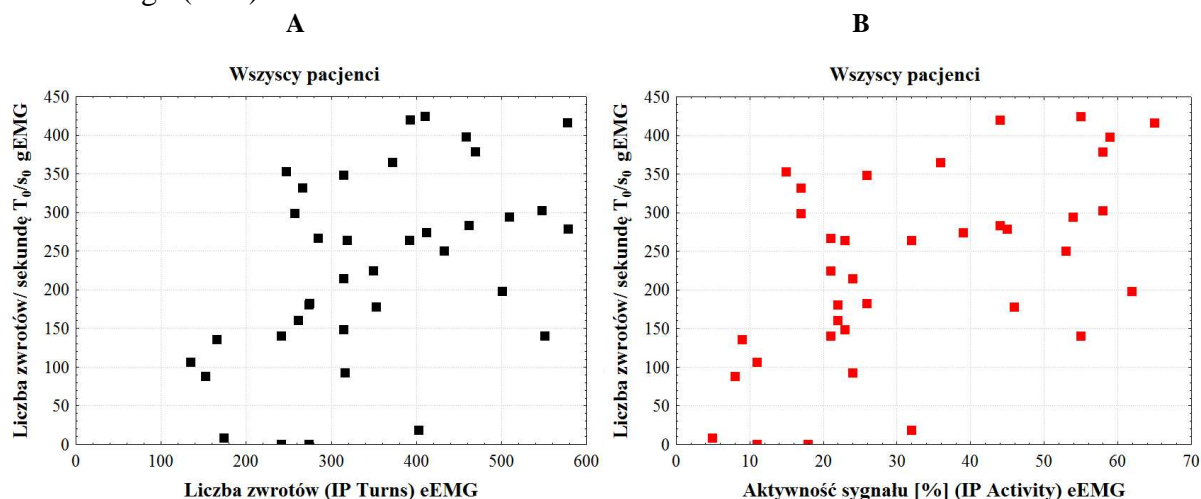 A B
Wszyscy pacjenci Wszyscy pacjenci
Liczba zwrotów/ sekundę T₀/s₀ gEMG
450
400
350
300
250
200
150
100
50
0
0 100 200 300 400 500 600
Liczba zwrotów (IP Turns) eEMG
Liczba zwrotów/ sekundę T₀/s₀ gEMG
450
400
350
300
250
200
150
100
50
0
0 10 20 30 40 50 60 70
Aktywność sygnału [%] (IP Activity) eEMG